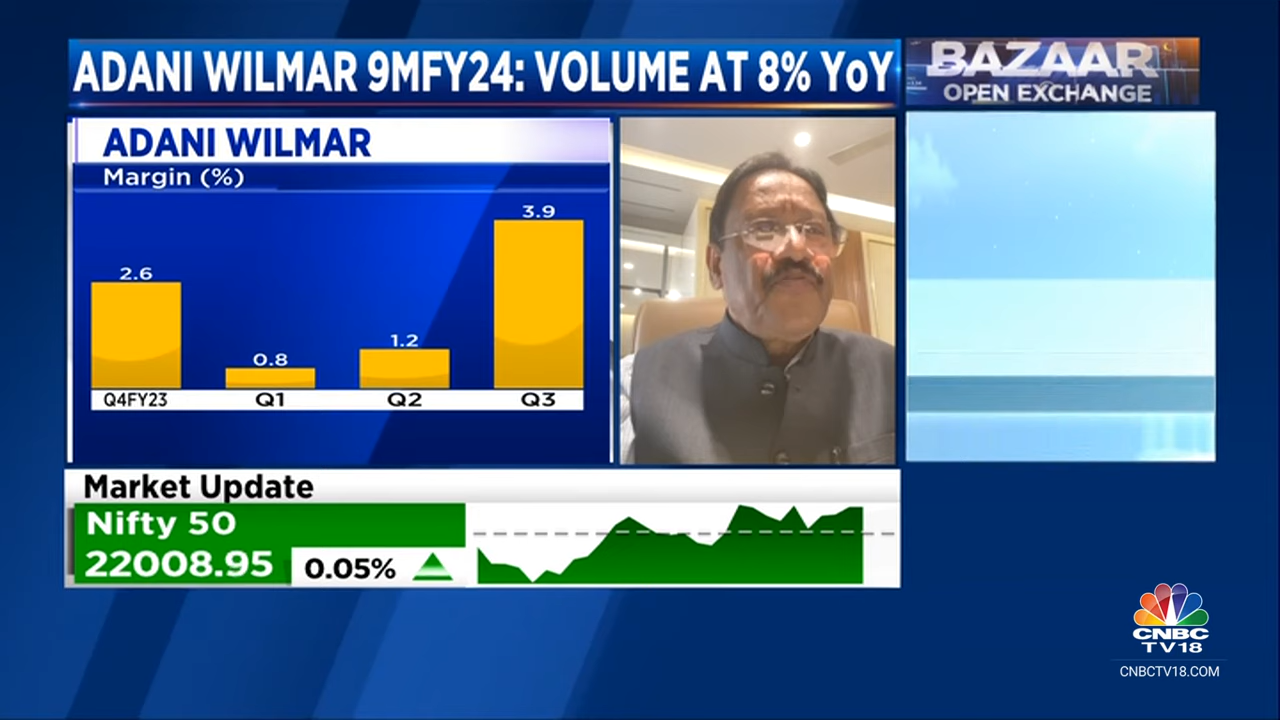 ADANI WILMAR 9MFY24: VOLUME AT 8% YoY
BAZAAR
OPEN EXCHANGE
ADANI WILMAR
Margin (%)
2.6
0.8
1.2
3.9
Q4FY23
Q1
Q2
Q3
Market Update
Nifty 50
22008.95
0.05%
CNBC
TV18
CNBCTV18.COM